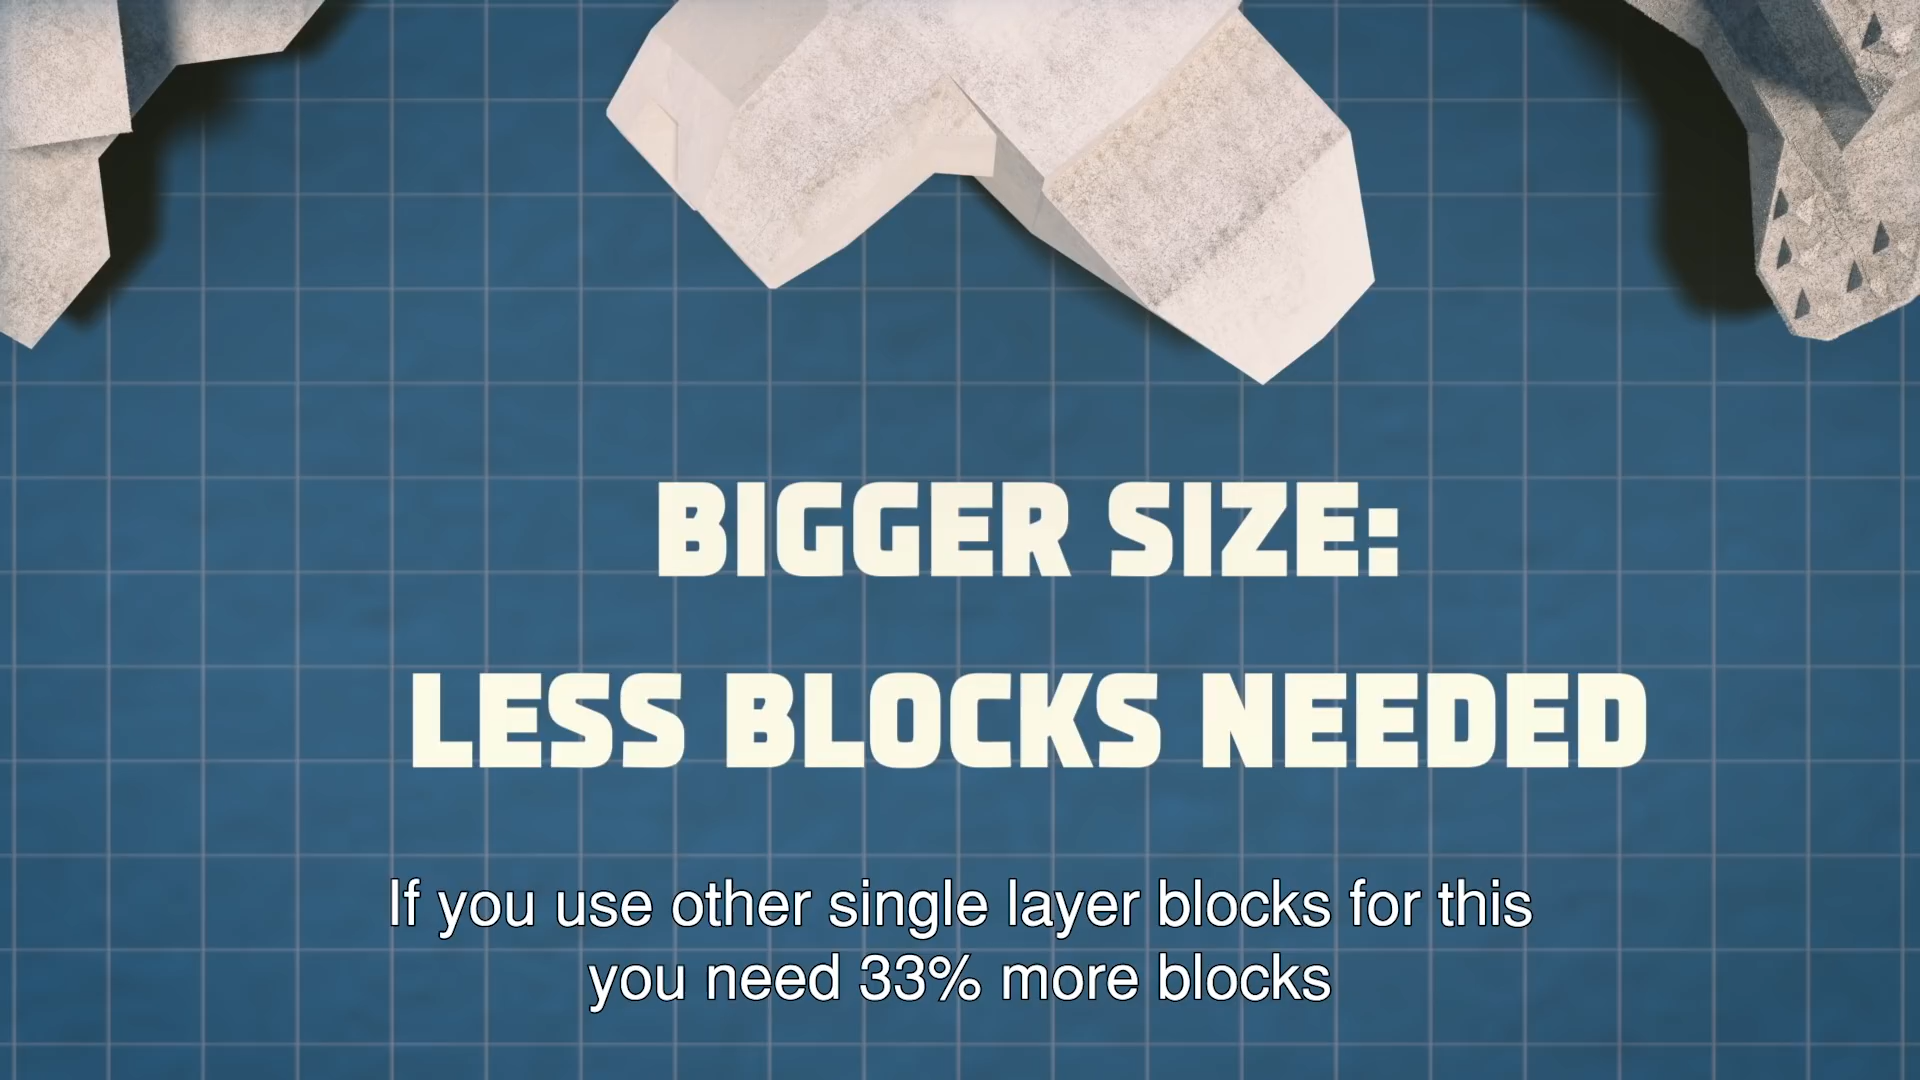 BIGGER SIZE:
LESS BLOCKS NEEDED
If you use other single layer blocks for this
you need 33% more blocks